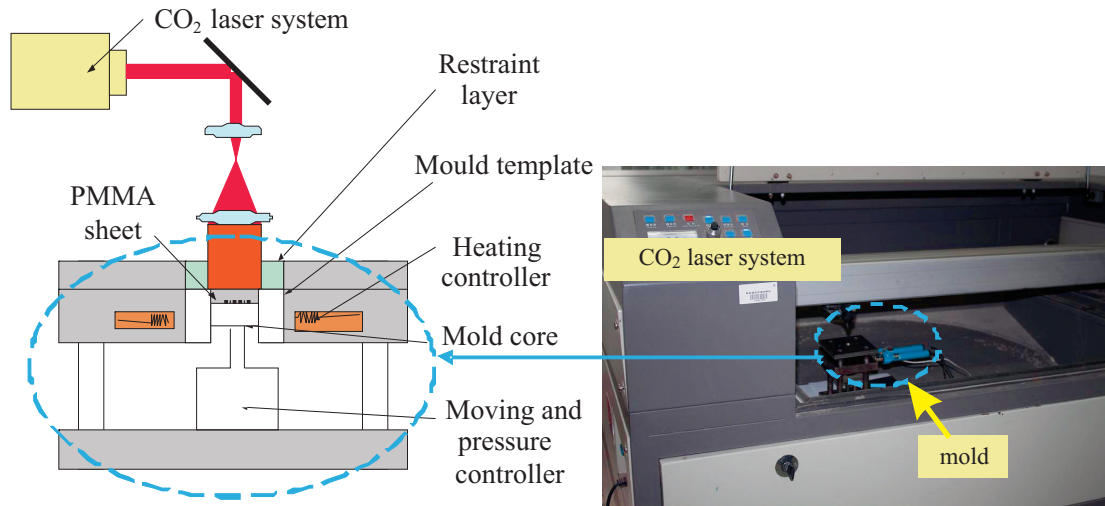 CO₂ laser system
Restraint
layer
Mould template
PMMA
sheet
Heating
controller
Mold core
Moving and
pressure
controller
CO₂ laser system
mold